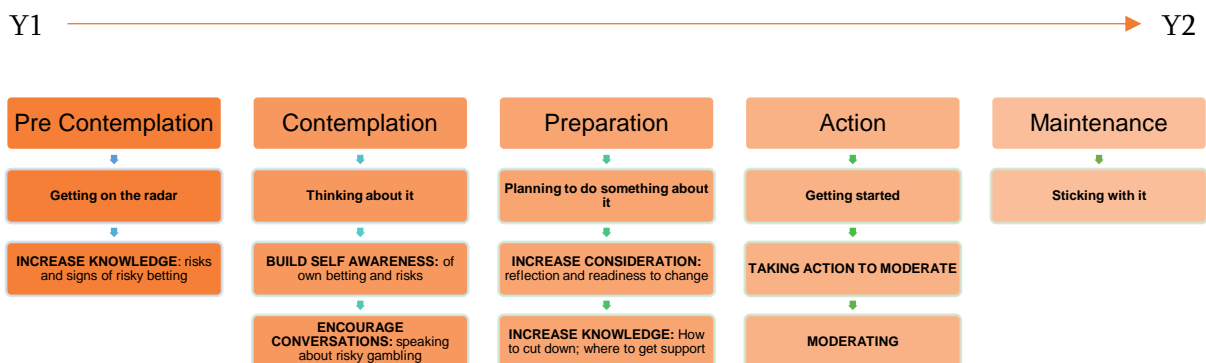 Y1
Y2
Pre Contemplation
Getting on the radar
INCREASE KNOWLEDGE: risks
and signs of risky betting
Contemplation
Thinking about it
BUILD SELF AWARENESS: of
own betting and risks
ENCOURAGE
CONVERSATIONS: speaking
about risky gambling
Preparation
Planning to do something about
it
INCREASE CONSIDERATION:
reflection and readiness to change
INCREASE KNOWLEDGE: How
to cut down; where to get support
Action
Getting started
TAKING ACTION TO MODERATE
MODERATING
Maintenance
Sticking with it